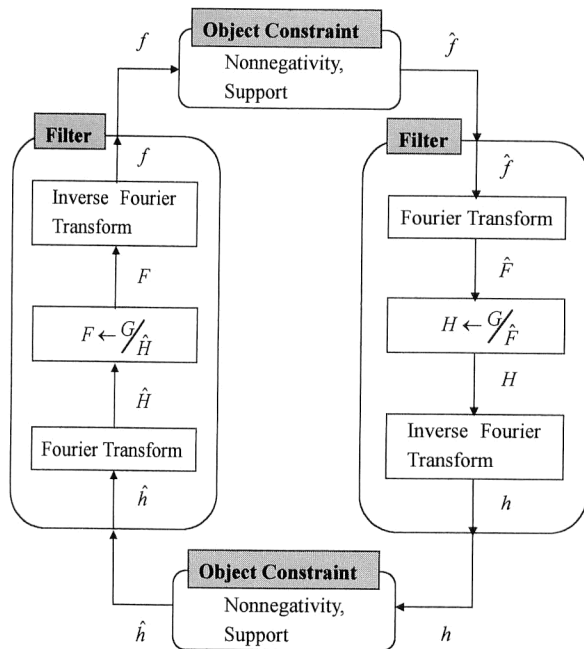 Object Constraint
f
Nonnegativity,
Support
f̂
Filter
f
Inverse Fourier
Transform
F
F ← G/Ĥ
Ĥ
Fourier Transform
ĥ
Filter
f̂
Fourier Transform
F̂
H ← G/F̂
H
Inverse Fourier
Transform
h
Object Constraint
ĥ
Nonnegativity,
Support
h